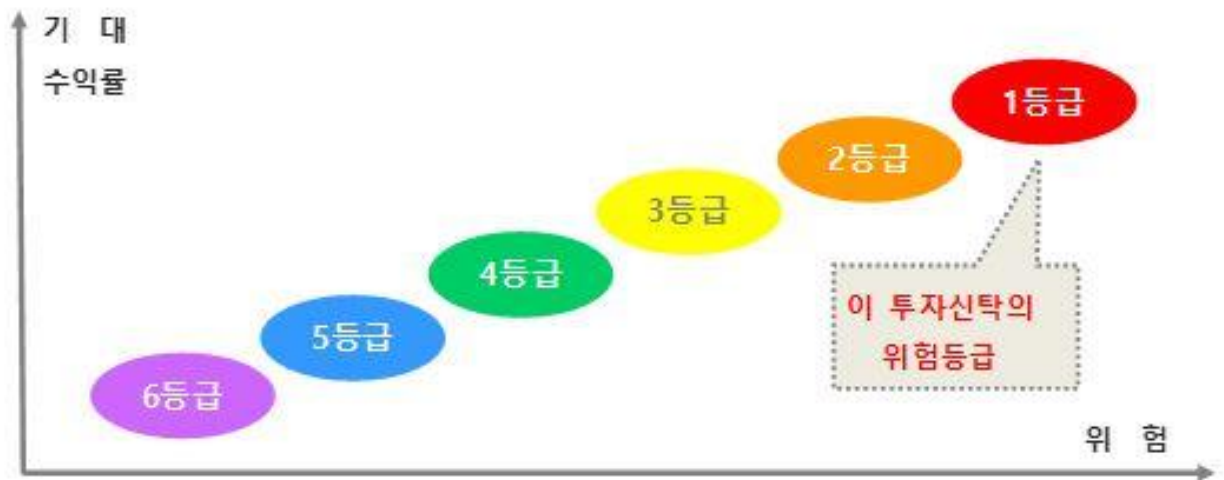 기 대
수익률
1등급
2등급
3등급
4등급
5등급
6등급
이 투자신탁의
위험등급
위 험